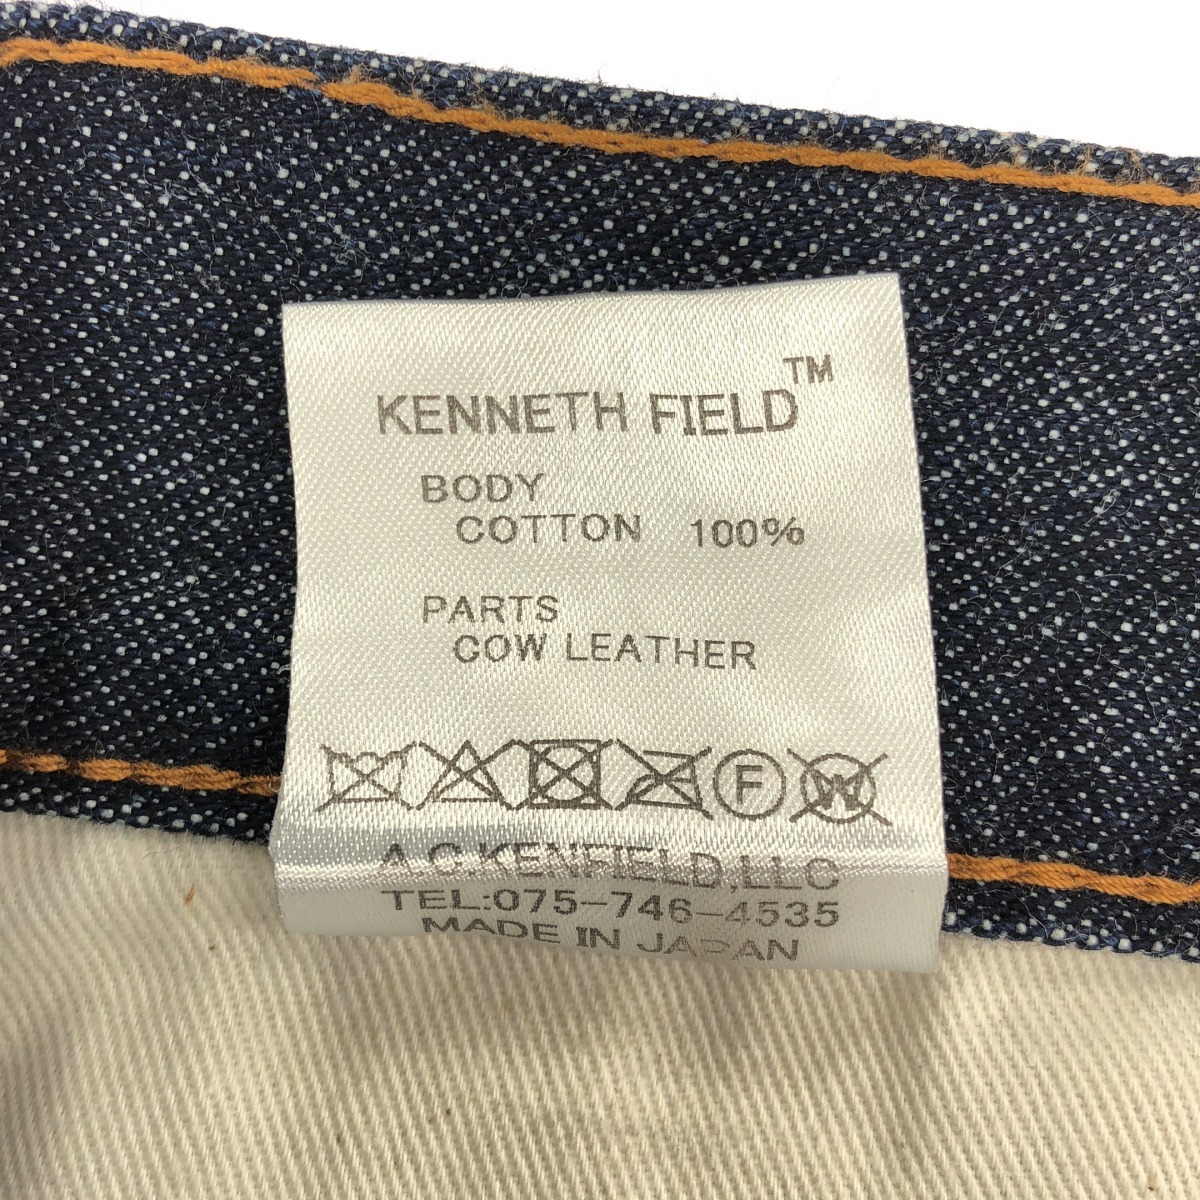 KENNETH FIELD™
BODY
COTTON 100%
PARTS
COW LEATHER
F W
A.C.KENFIELD,LLC
TEL:075-746-4535
MADE IN JAPAN